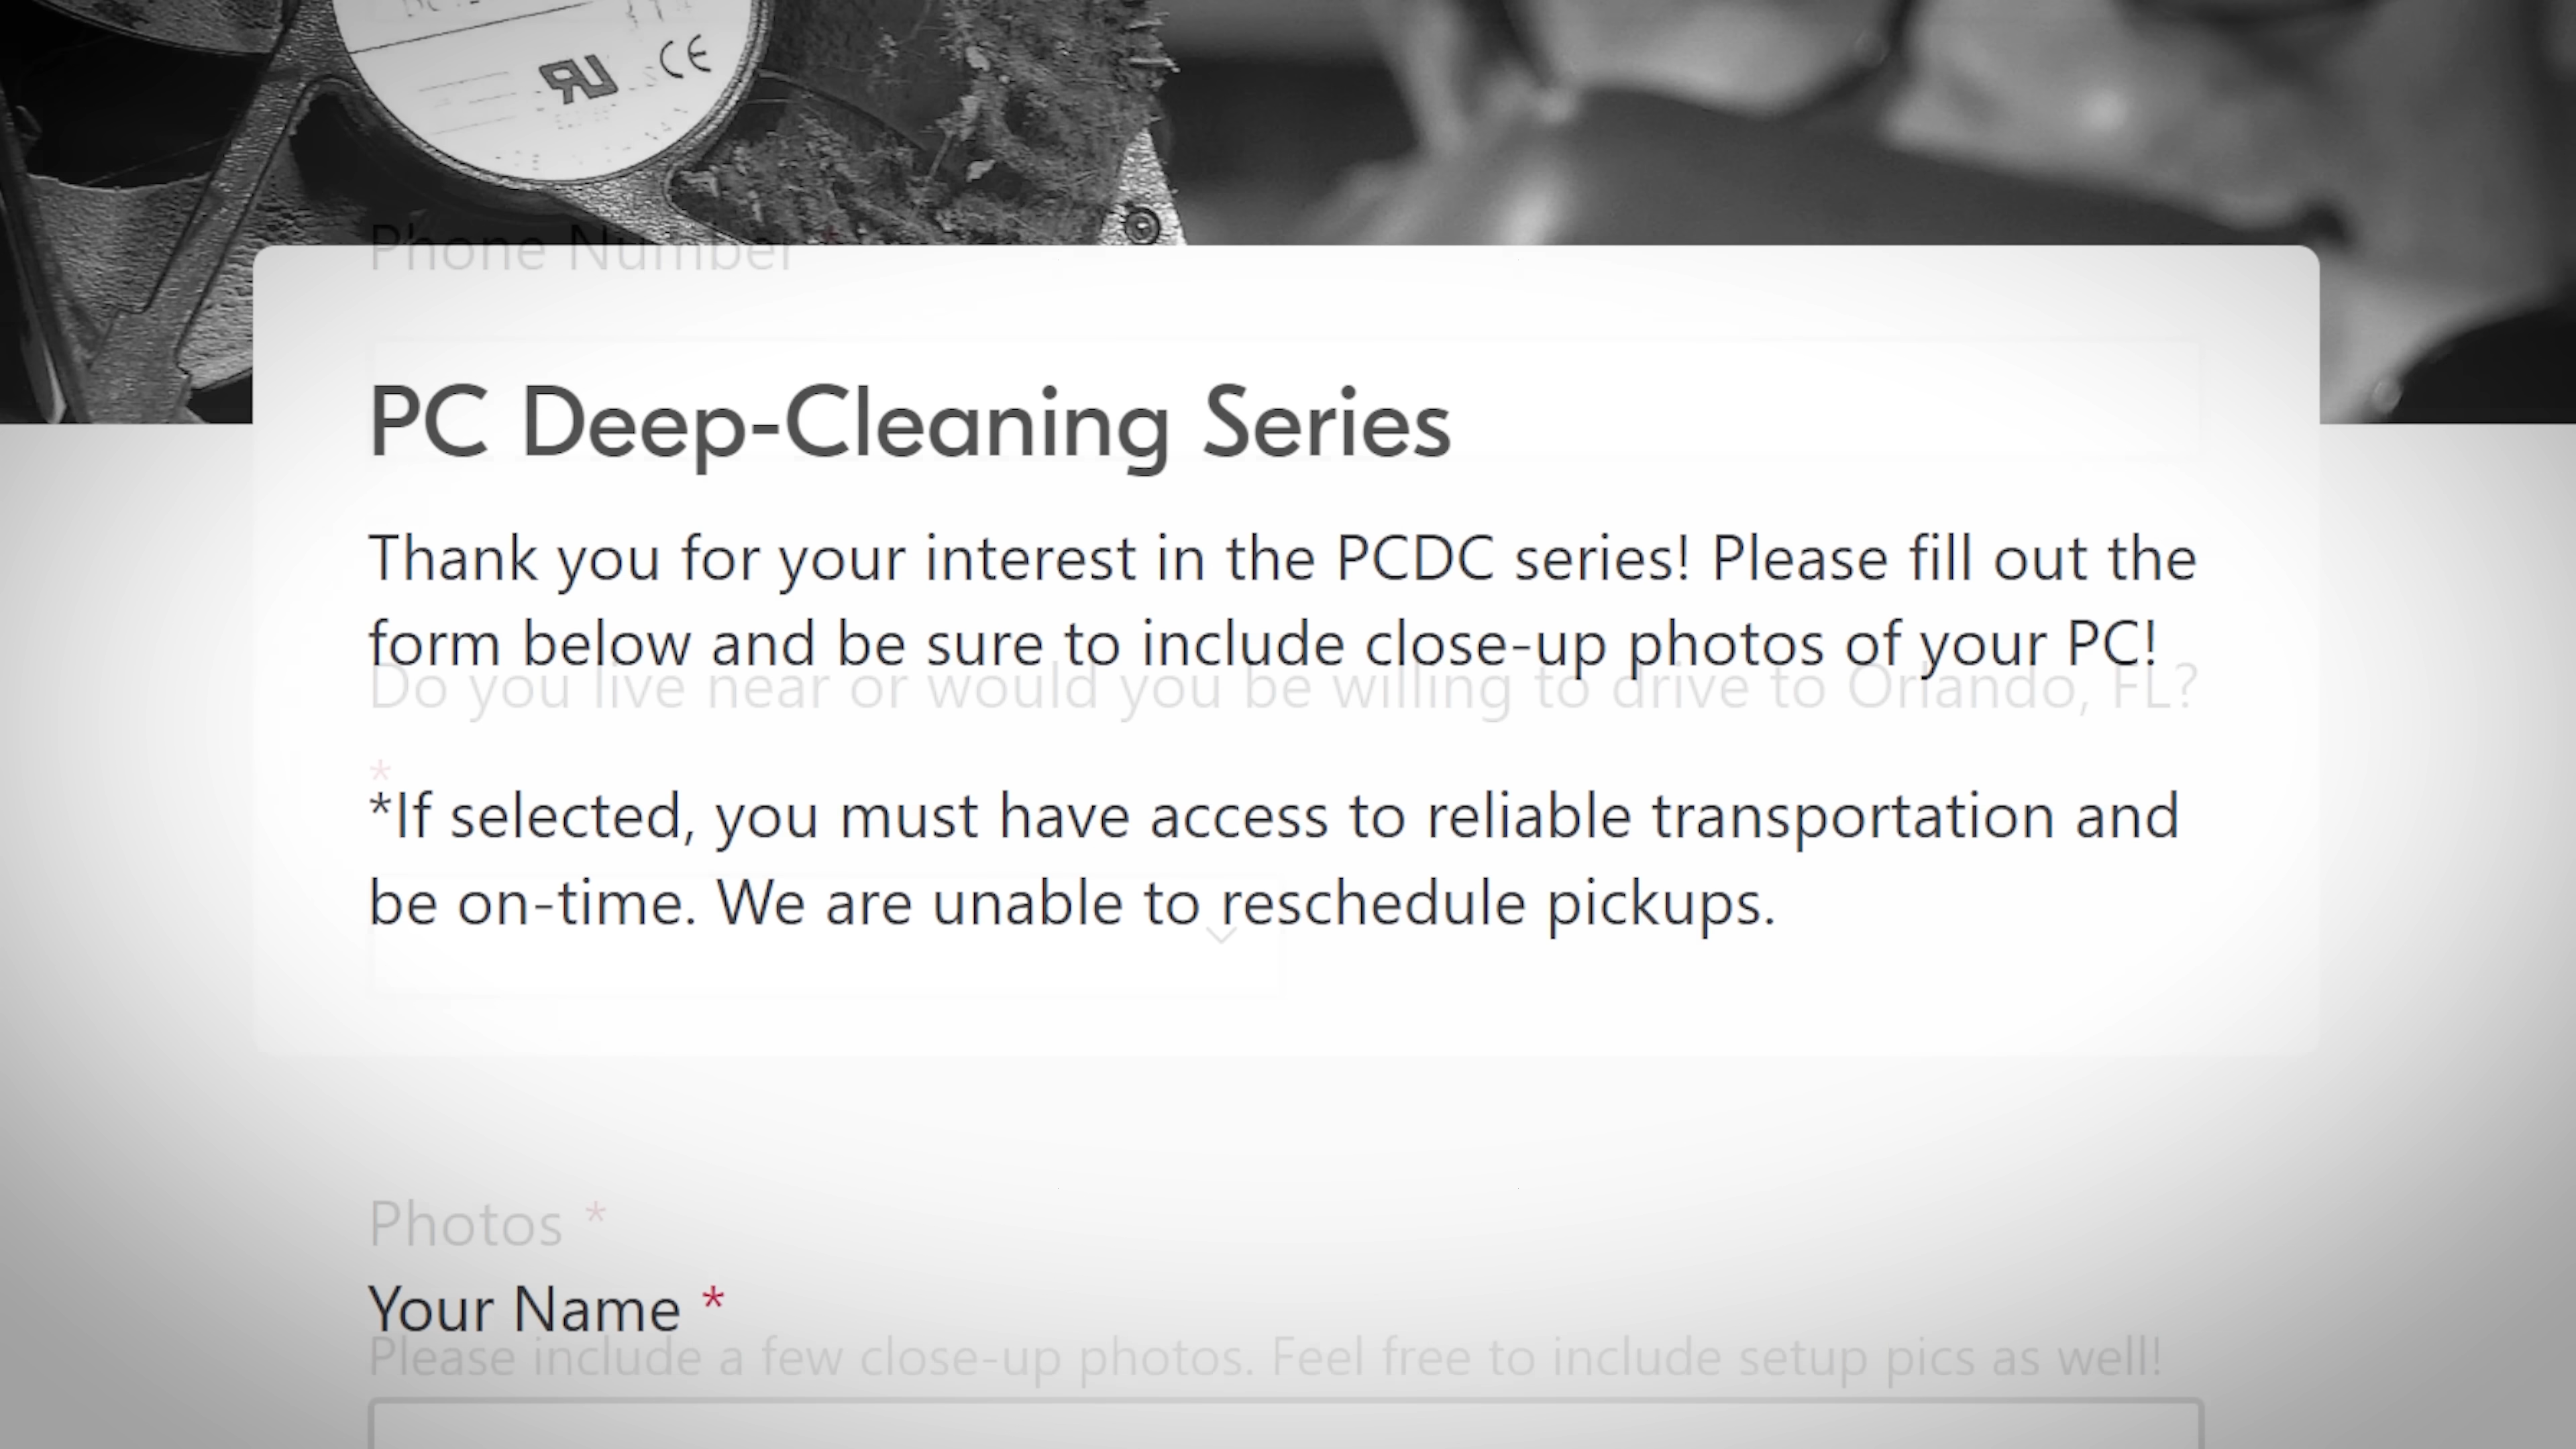 Phone Number
PC Deep-Cleaning Series
Thank you for your interest in the PCDC series! Please fill out the
form below and be sure to include close-up photos of your PC!
Do you live near or would you be willing to drive to Orlando, FL?
*
*If selected, you must have access to reliable transportation and
be on-time. We are unable to reschedule pickups.
Photos *
Your Name *
Please include a few close-up photos. Feel free to include setup pics as well!